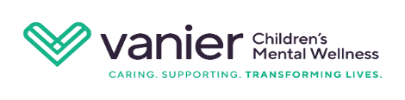 vanier Children's
Mental Wellness
CARING. SUPPORTING. TRANSFORMING LIVES.